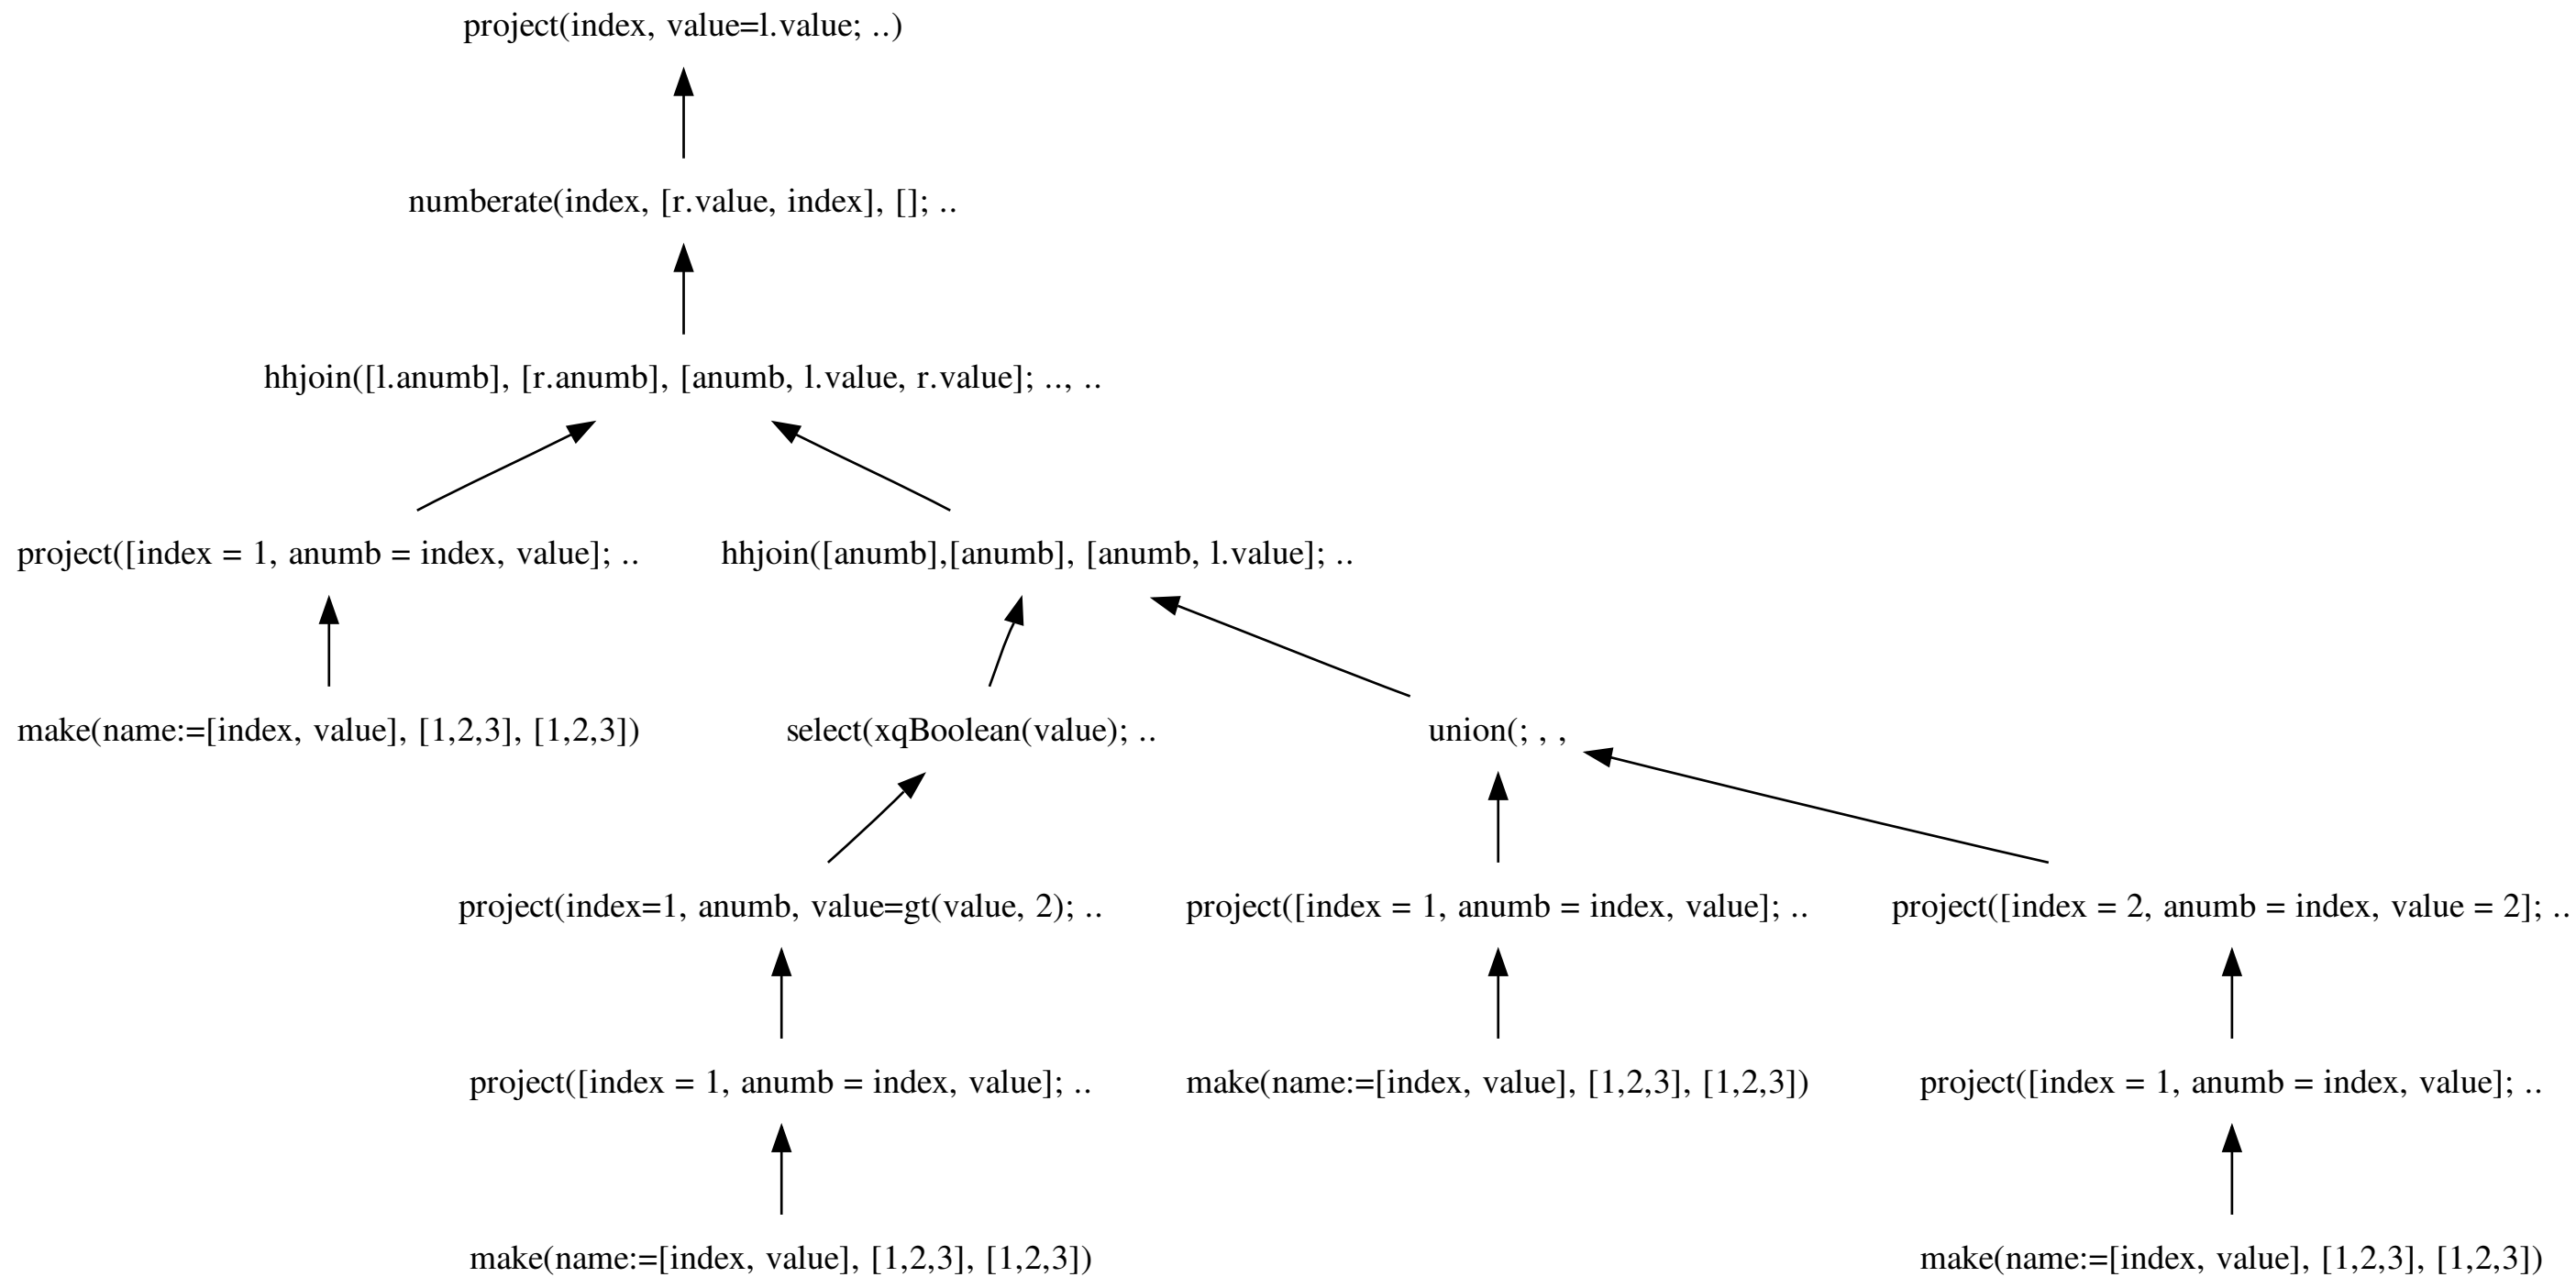 project(index, value=l.value; ..)
numberate(index, [r.value, index], []; ..
hhjoin([l.anumb], [r.anumb], [anumb, l.value, r.value]; .., ..
project([index = 1, anumb = index, value]; ..
hhjoin([anumb],[anumb], [anumb, l.value]; ..
make(name:=[index, value], [1,2,3], [1,2,3])
select(xqBoolean(value); ..
union(; , ,
project(index=1, anumb, value=gt(value, 2); ..
project([index = 1, anumb = index, value]; ..
project([index = 2, anumb = index, value = 2]; ..
project([index = 1, anumb = index, value]; ..
make(name:=[index, value], [1,2,3], [1,2,3])
project([index = 1, anumb = index, value]; ..
make(name:=[index, value], [1,2,3], [1,2,3])
make(name:=[index, value], [1,2,3], [1,2,3])